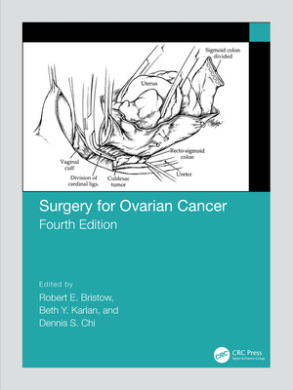 Sigmoid colon
divided
Uterus
Recto-sigmoid
colon
Vaginal
cuff
Ureter
Division of
cardinal ligs.
Culdesac
tumor
Surgery for Ovarian Cancer
Fourth Edition
Edited by
Robert E. Bristow,
Beth Y. Karlan, and
Dennis S. Chi
CRC
CRC Press
Taylor & Francis Group